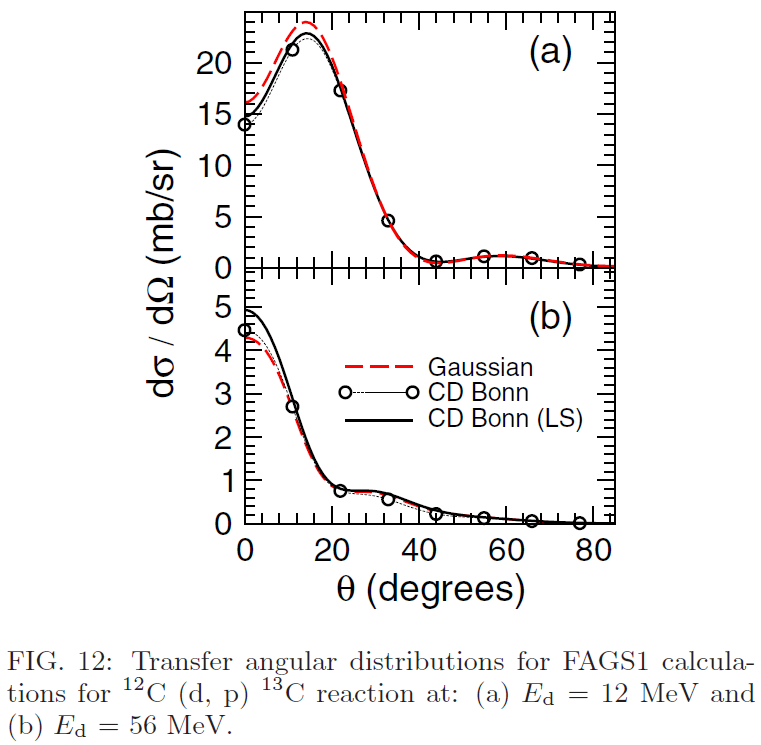 (a)
20
15
10
5
0
dσ / dΩ (mb/sr)
(b)
5
4
3
2
1
0
Gaussian
CD Bonn
CD Bonn (LS)
0 20 40 60 80
θ (degrees)
FIG. 12: Transfer angular distributions for FAGS1 calcula-
tions for ¹²C (d, p) ¹³C reaction at: (a) E_d = 12 MeV and
(b) E_d = 56 MeV.